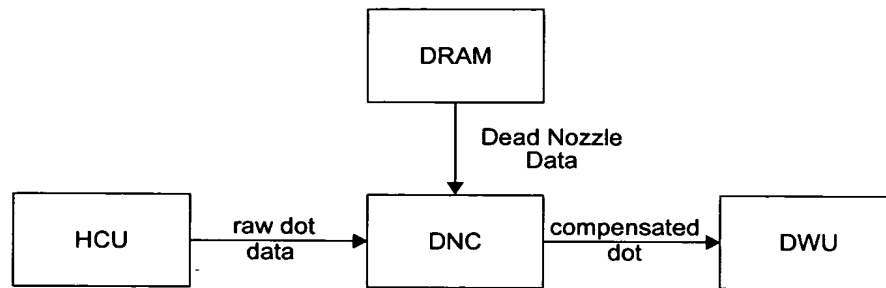 DRAM
Dead Nozzle
Data
HCU
raw dot
data
DNC
compensated
dot
DWU